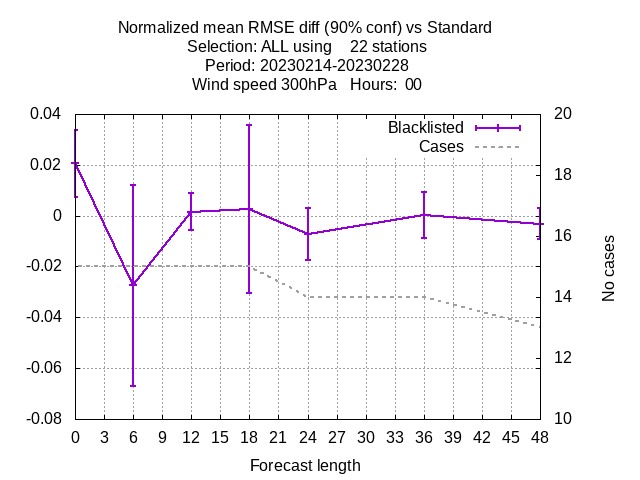 Normalized mean RMSE diff (90% conf) vs Standard
Selection: ALL using    22 stations
Period: 20230214-20230228
Wind speed 300hPa   Hours:  00
Blacklisted
Cases
0.04
0.02
0
-0.02
-0.04
-0.06
-0.08
20
18
16
14
12
10
No cases
0 3 6 9 12 15 18 21 24 27 30 33 36 39 42 45 48
Forecast length